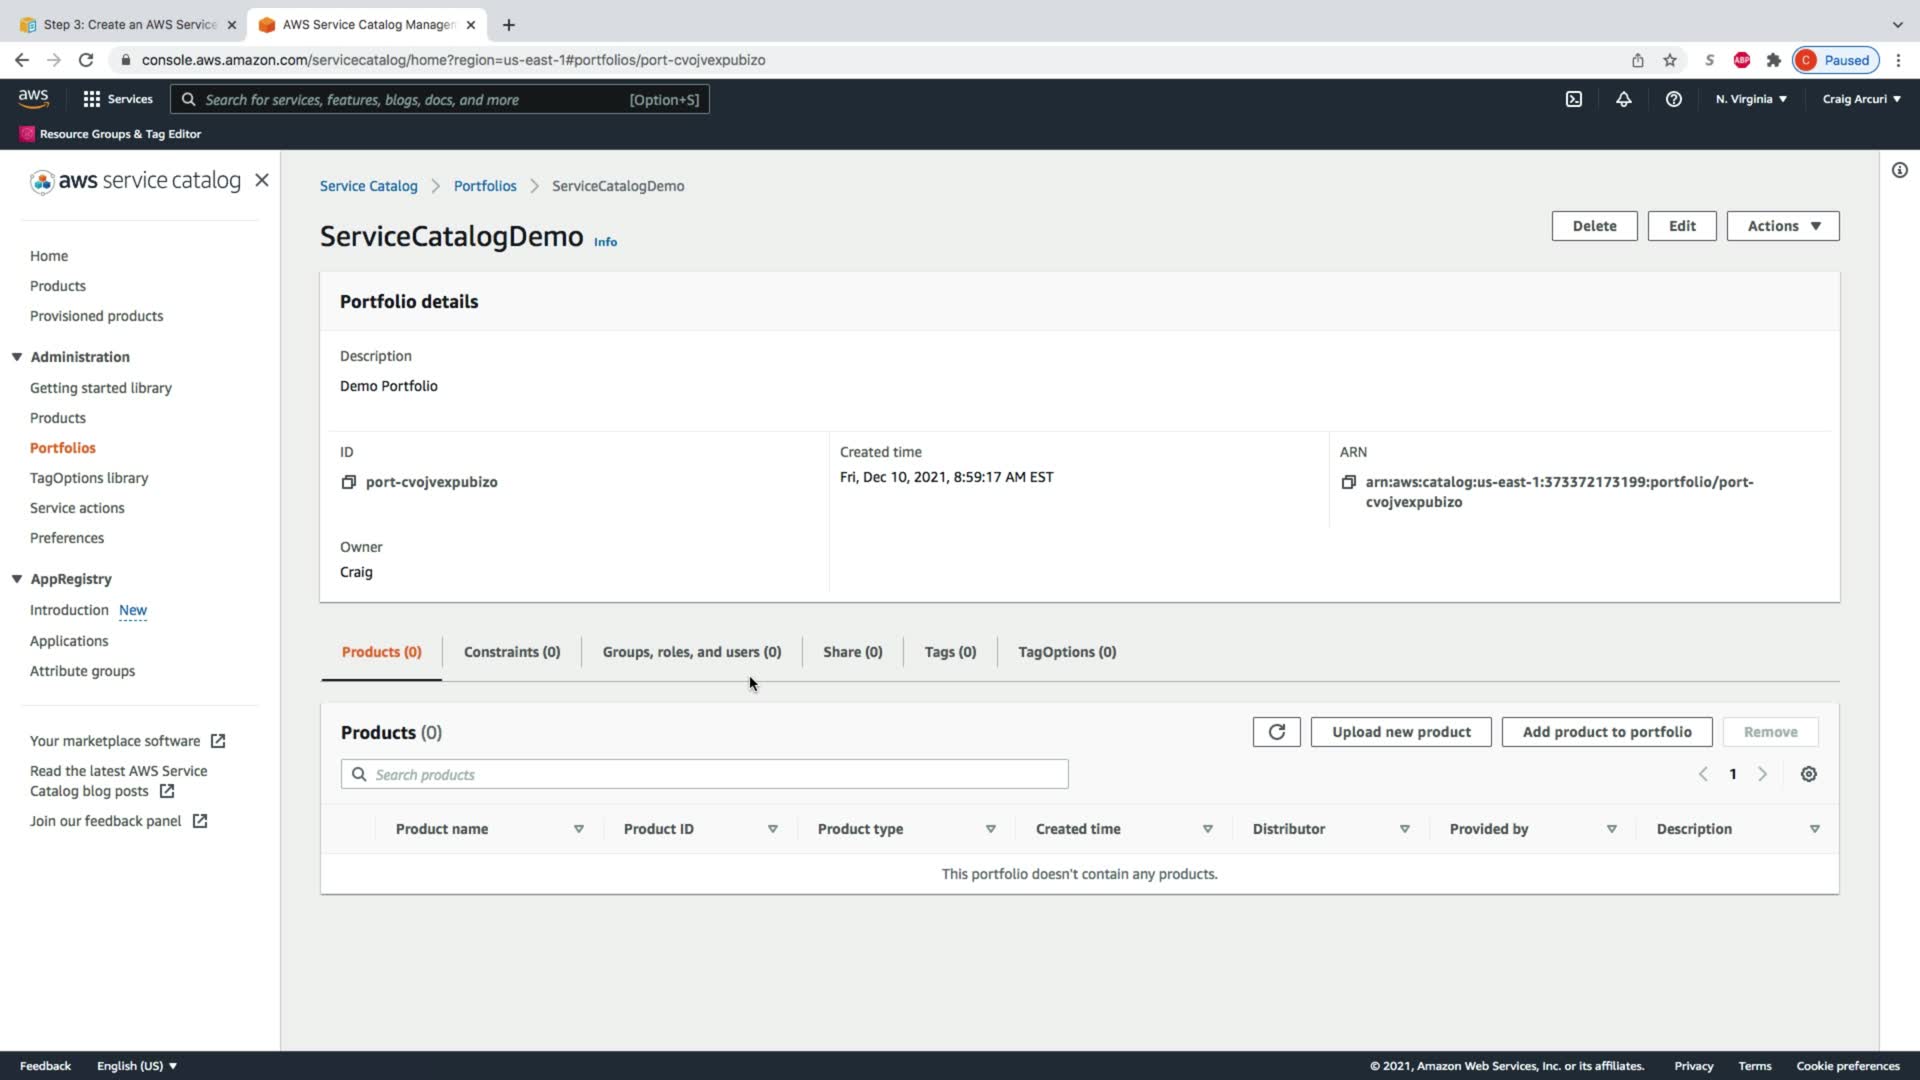 Step 3: Create an AWS Service
AWS Service Catalog Manager
console.aws.amazon.com/servicecatalog/home?region=us-east-1#portfolios/port-cvojvexpubizo
S
ABP
C Paused
aws
Services
Search for services, features, blogs, docs, and more [Option+S]
N. Virginia
Craig Arcuri
Resource Groups & Tag Editor
aws service catalog
Home
Products
Provisioned products
Administration
Getting started library
Products
Portfolios
TagOptions library
Service actions
Preferences
AppRegistry
Introduction New
Applications
Attribute groups
Your marketplace software
Read the latest AWS Service
Catalog blog posts
Join our feedback panel
Service Catalog > Portfolios > ServiceCatalogDemo
ServiceCatalogDemo Info
Delete
Edit
Actions
Portfolio details
Description
Demo Portfolio
ID
port-cvojvexpubizo
Created time
Fri, Dec 10, 2021, 8:59:17 AM EST
ARN
arn:aws:catalog:us-east-1:373372173199:portfolio/port-
cvojvexpubizo
Owner
Craig
Products (0)
Constraints (0)
Groups, roles, and users (0)
Share (0)
Tags (0)
TagOptions (0)
Products (0)
Upload new product
Add product to portfolio
Remove
Search products
1
Product name
Product ID
Product type
Created time
Distributor
Provided by
Description
This portfolio doesn't contain any products.
Feedback
English (US)
© 2021, Amazon Web Services, Inc. or its affiliates.
Privacy
Terms
Cookie preferences